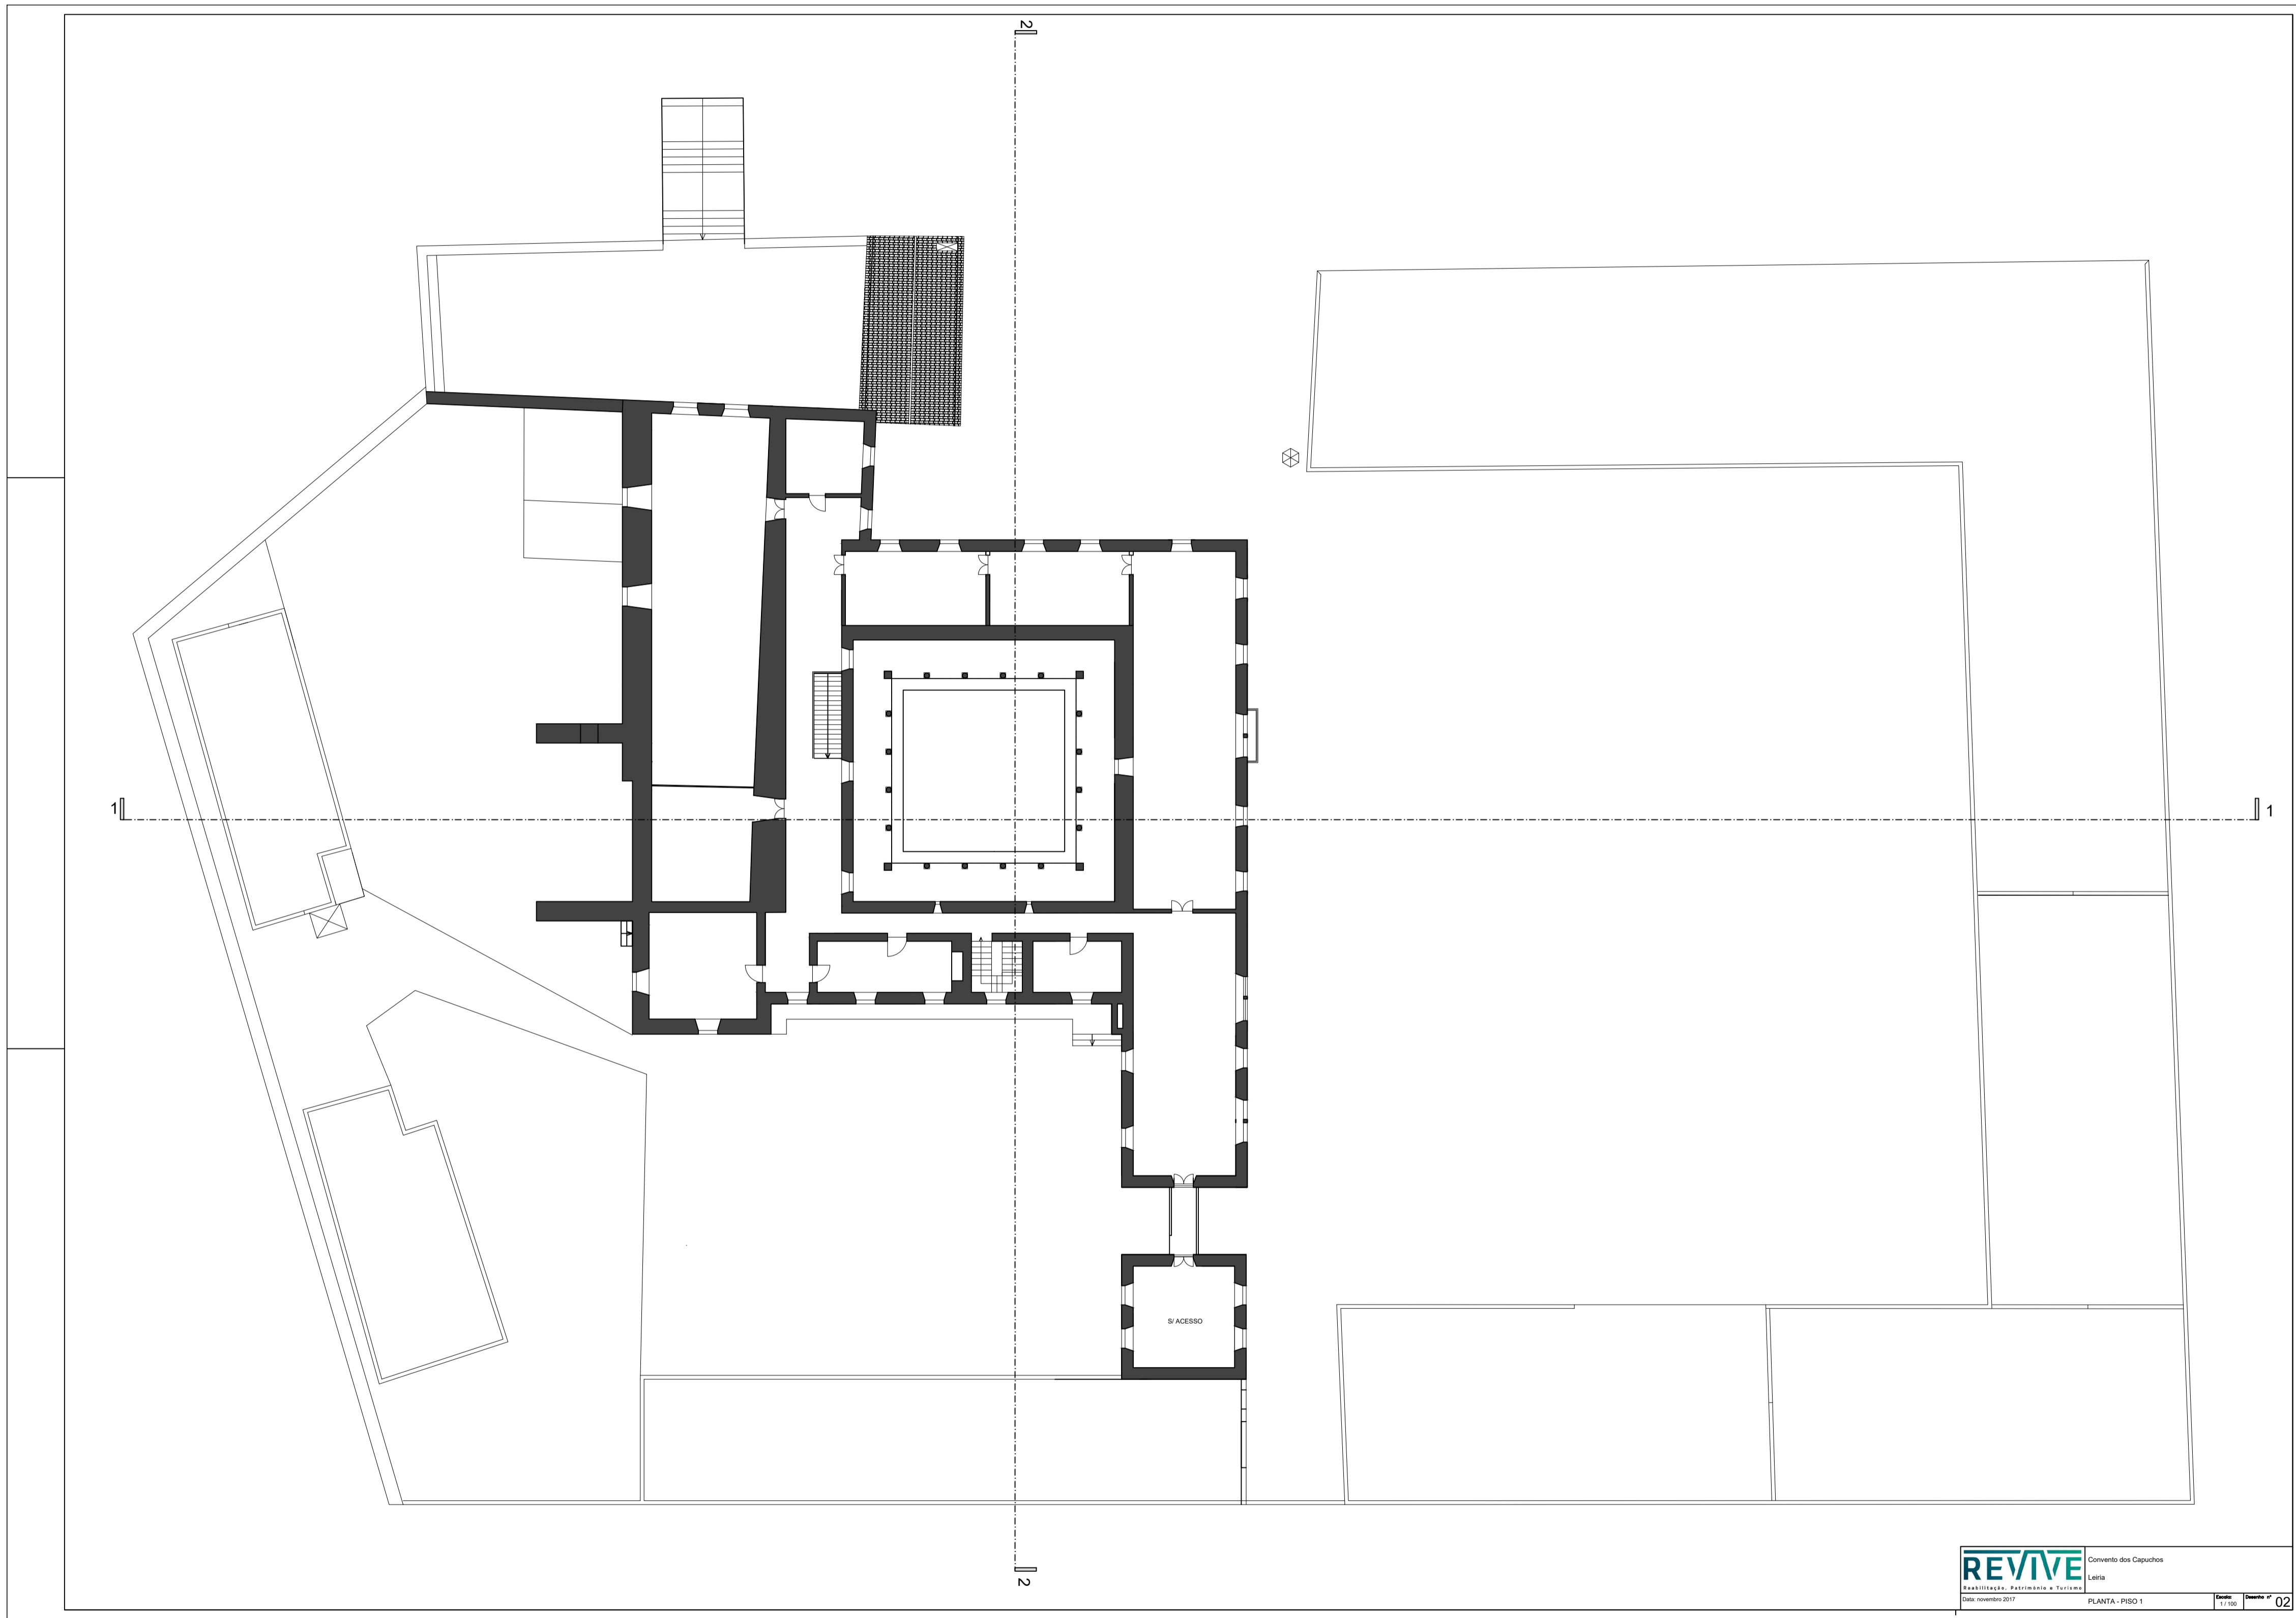 2
1
1
S/ ACESSO
2
REVIVE
Reabilitação, Património e Turismo
Convento dos Capuchos
Leiria
Data: novembro 2017
PLANTA - PISO 1
Escala:
1 / 100
Desenho nº
02